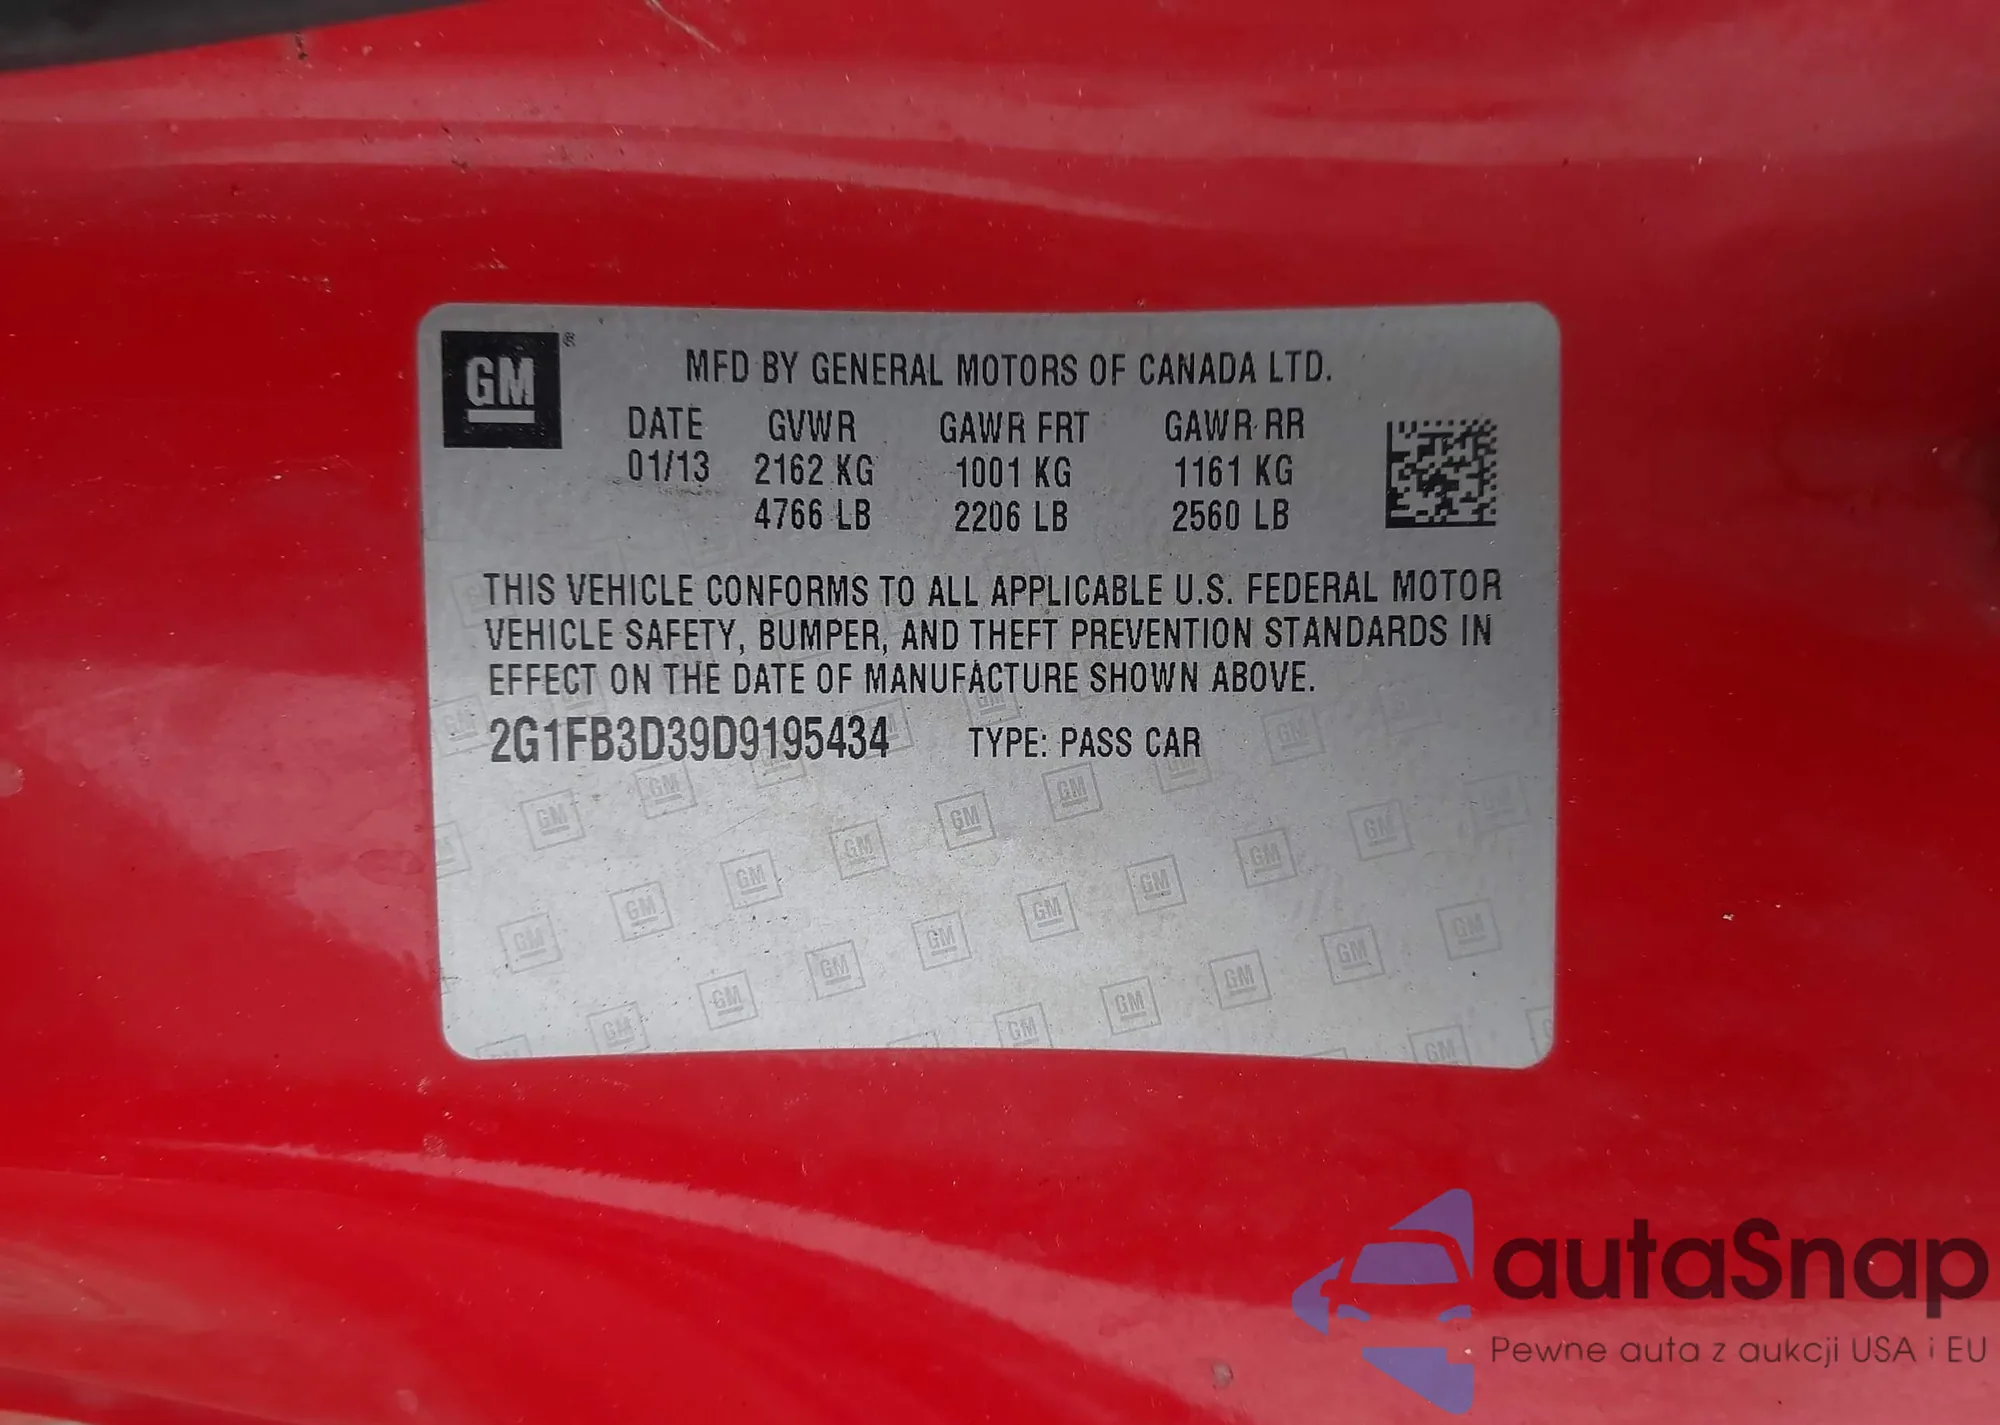 GM ®
MFD BY GENERAL MOTORS OF CANADA LTD.
DATE GVWR GAWR FRT GAWR RR
01/13 2162 KG 1001 KG 1161 KG
4766 LB 2206 LB 2560 LB
THIS VEHICLE CONFORMS TO ALL APPLICABLE U.S. FEDERAL MOTOR
VEHICLE SAFETY, BUMPER, AND THEFT PREVENTION STANDARDS IN
EFFECT ON THE DATE OF MANUFACTURE SHOWN ABOVE.
2G1FB3D39D9195434 TYPE: PASS CAR
autaSnap
Pewne auta z aukcji USA i EU